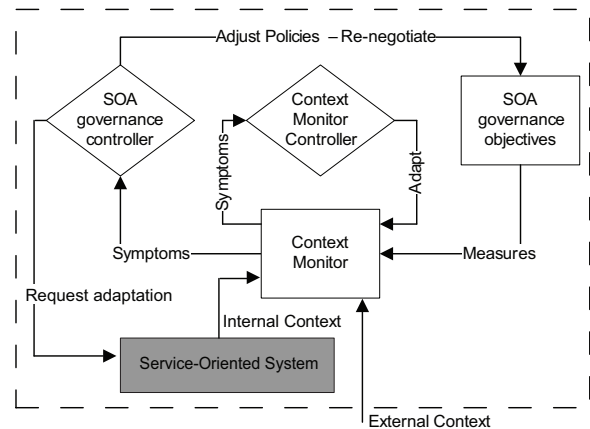 Adjust Policies – Re-negotiate
SOA
governance
controller
Context
Monitor
Controller
SOA
governance
objectives
Symptoms
Adapt
Symptoms
Context
Monitor
Measures
Request adaptation
Internal Context
Service-Oriented System
External Context